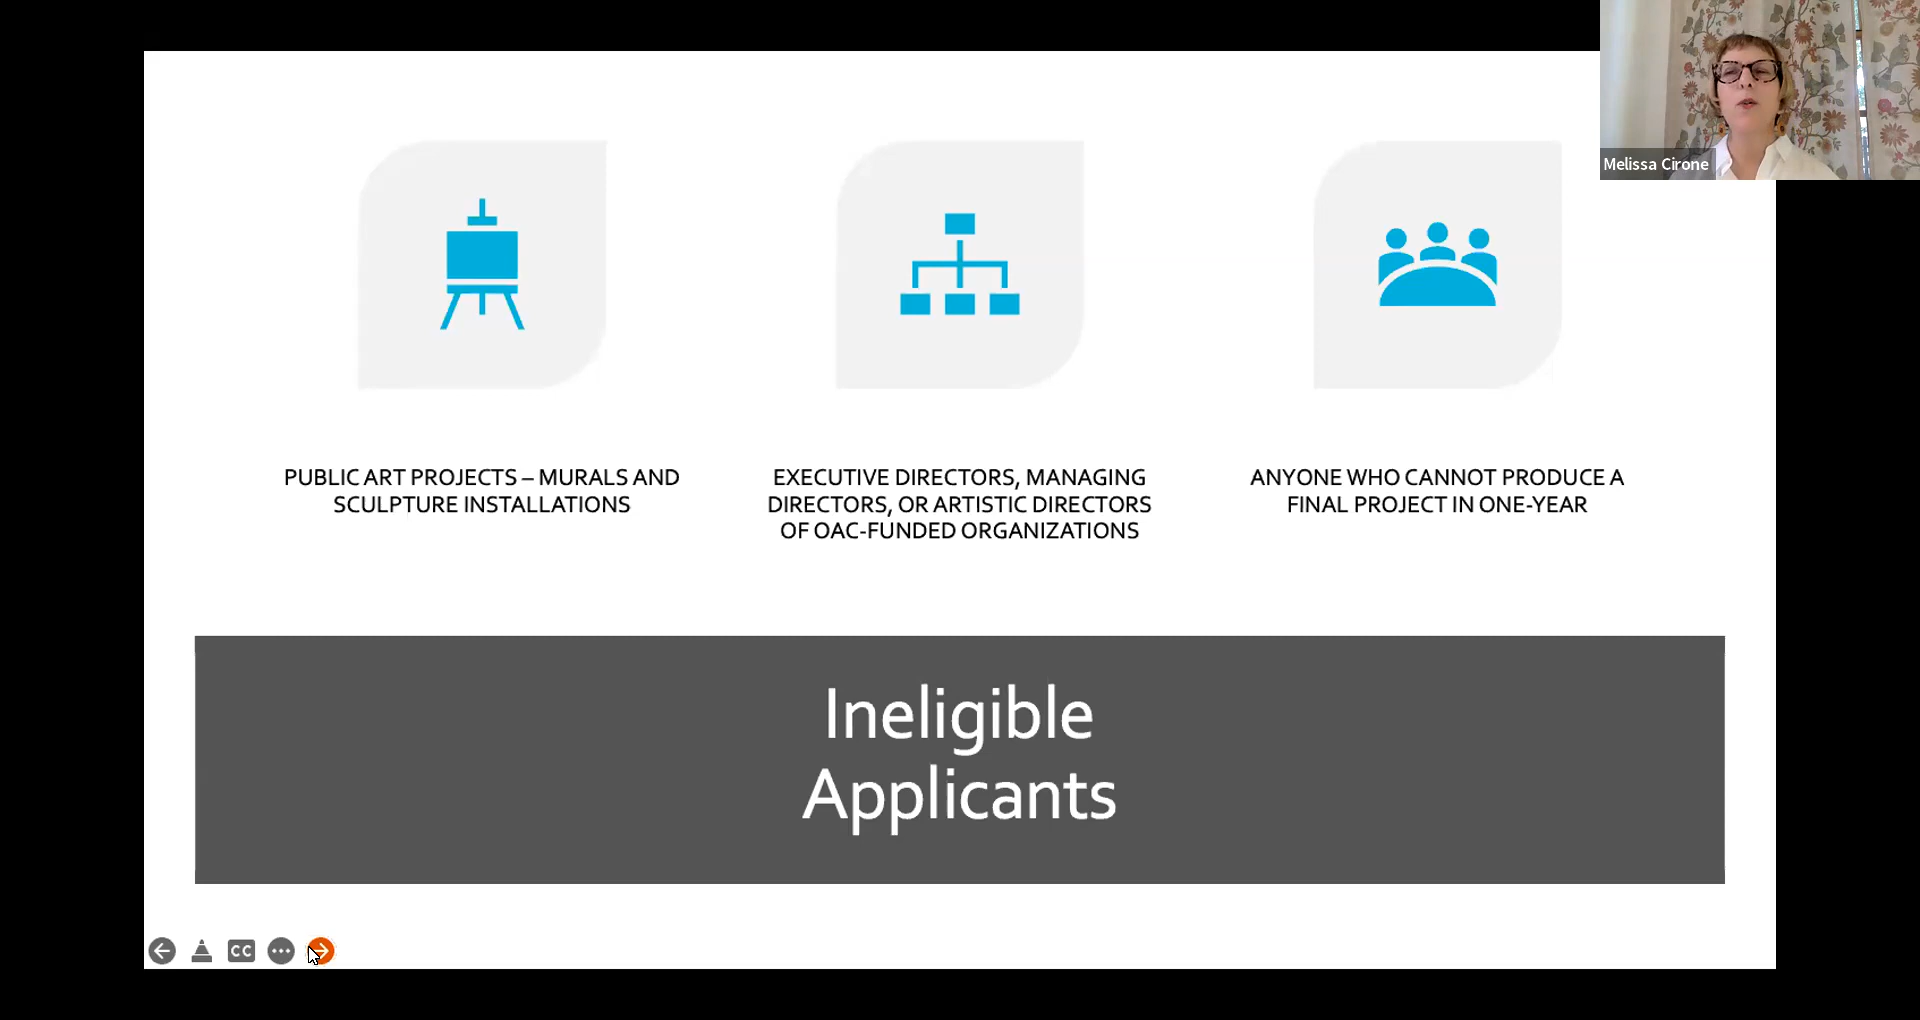 Melissa Cirone
PUBLIC ART PROJECTS – MURALS AND
SCULPTURE INSTALLATIONS
EXECUTIVE DIRECTORS, MANAGING
DIRECTORS, OR ARTISTIC DIRECTORS
OF OAC-FUNDED ORGANIZATIONS
ANYONE WHO CANNOT PRODUCE A
FINAL PROJECT IN ONE-YEAR
Ineligible
Applicants
CC